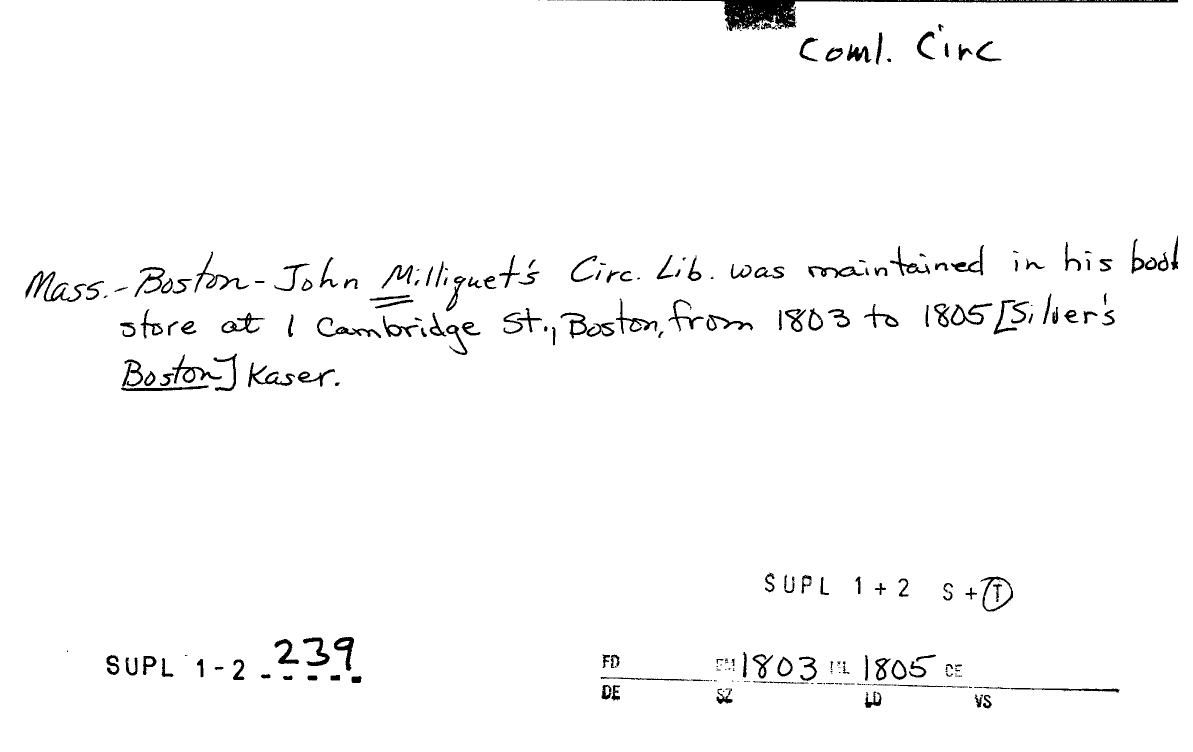 Coml. Circ
Mass.-Boston-John Milliquet's Circ. Lib. was maintained in his book
store at 1 Cambridge St., Boston, from 1803 to 1805 [Silver's
Boston] Kaser.
SUPL 1+2 S+T
SUPL 1-2 239
FD 1803 1805 CE
DE SZ LD VS